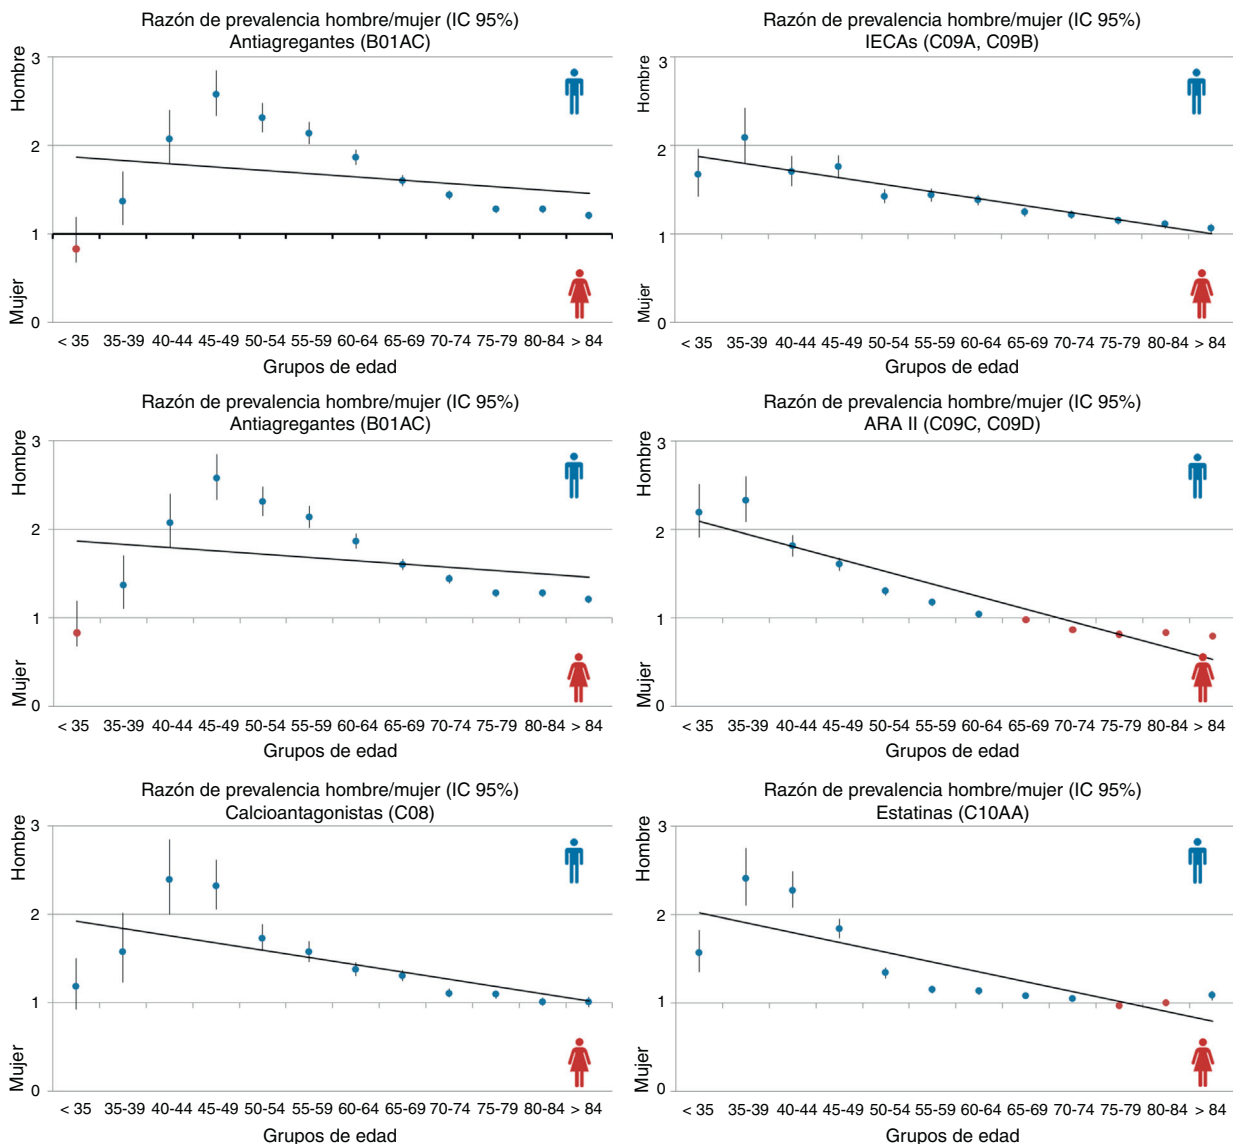 Razón de prevalencia hombre/mujer (IC 95%)
Antiagregantes (B01AC)
3
Hombre
2
1
Mujer
0
< 35 35-39 40-44 45-49 50-54 55-59 60-64 65-69 70-74 75-79 80-84 > 84
Grupos de edad
Razón de prevalencia hombre/mujer (IC 95%)
IECAs (C09A, C09B)
3
Hombre
2
1
Mujer
0
< 35 35-39 40-44 45-49 50-54 55-59 60-64 65-69 70-74 75-79 80-84 > 84
Grupos de edad
Razón de prevalencia hombre/mujer (IC 95%)
Antiagregantes (B01AC)
3
Hombre
2
1
Mujer
0
< 35 35-39 40-44 45-49 50-54 55-59 60-64 65-69 70-74 75-79 80-84 > 84
Grupos de edad
Razón de prevalencia hombre/mujer (IC 95%)
ARA II (C09C, C09D)
3
Hombre
2
1
Mujer
0
< 35 35-39 40-44 45-49 50-54 55-59 60-64 65-69 70-74 75-79 80-84 > 84
Grupos de edad
Razón de prevalencia hombre/mujer (IC 95%)
Calcioantagonistas (C08)
3
Hombre
2
1
Mujer
0
< 35 35-39 40-44 45-49 50-54 55-59 60-64 65-69 70-74 75-79 80-84 > 84
Grupos de edad
Razón de prevalencia hombre/mujer (IC 95%)
Estatinas (C10AA)
3
Hombre
2
1
Mujer
0
< 35 35-39 40-44 45-49 50-54 55-59 60-64 65-69 70-74 75-79 80-84 > 84
Grupos de edad